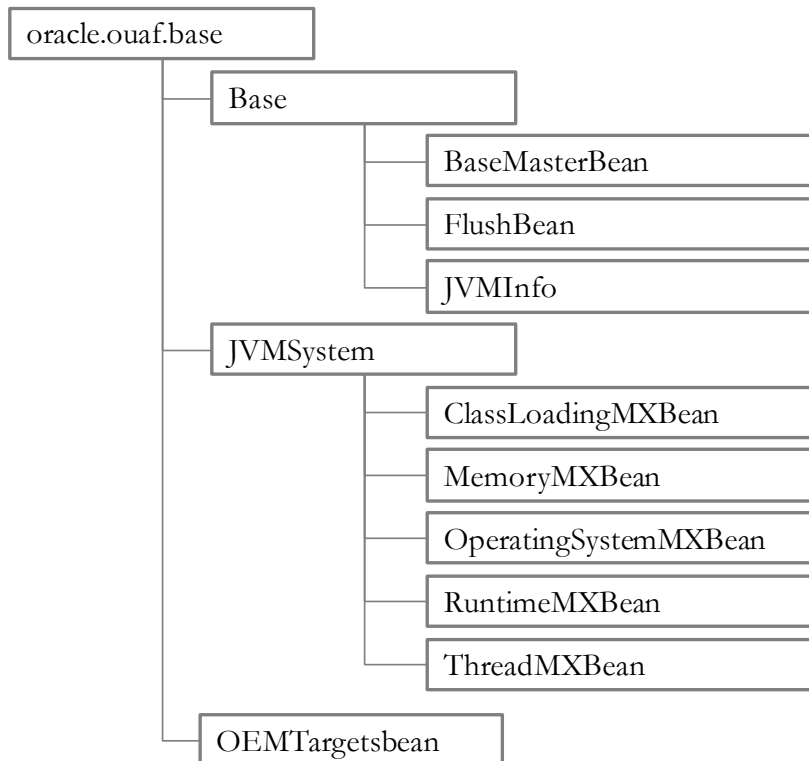 oracle.ouaf.base
Base
BaseMasterBean
FlushBean
JVMInfo
JVMSystem
ClassLoadingMXBean
MemoryMXBean
OperatingSystemMXBean
RuntimeMXBean
ThreadMXBean
OEMTargetsbean